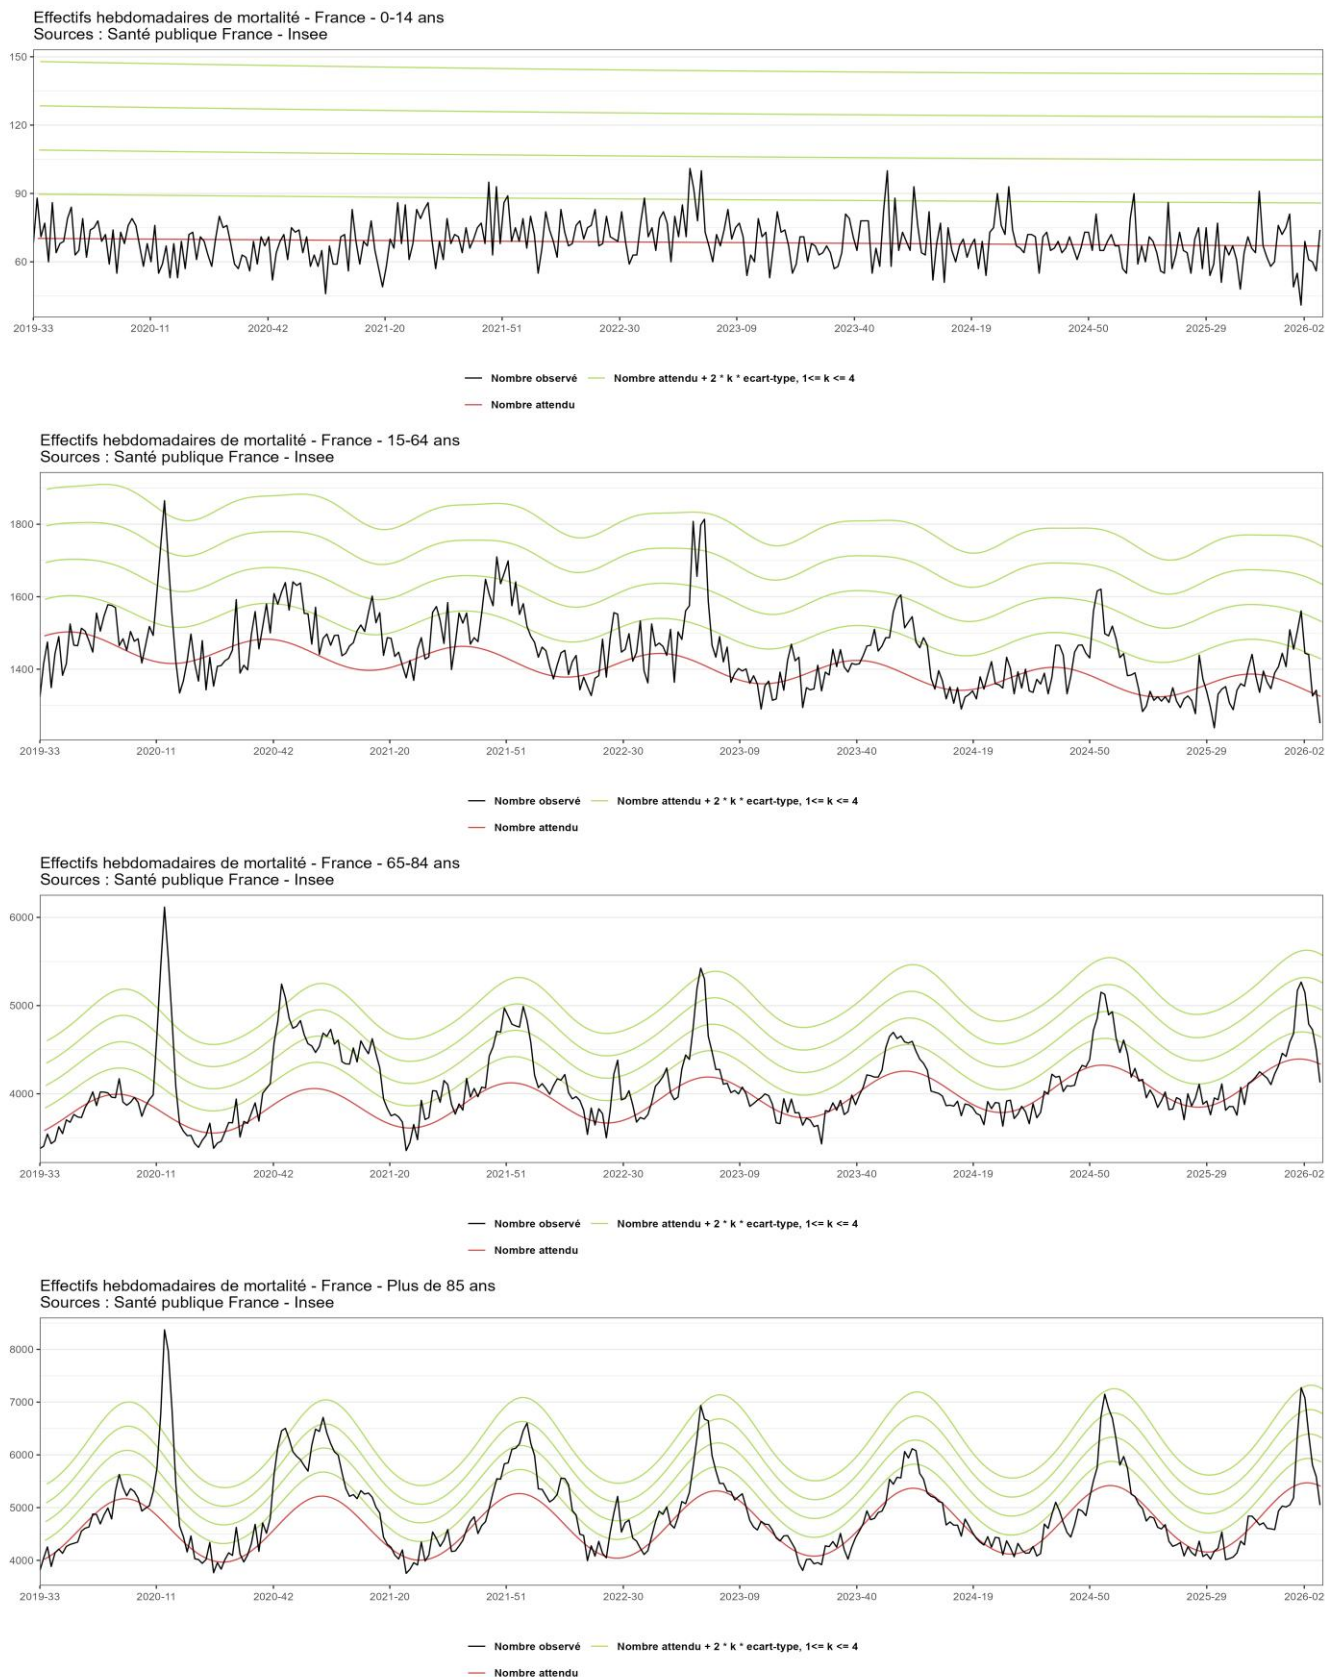 Effectifs hebdomadaires de mortalité - France - 0-14 ans
Sources : Santé publique France - Insee
150
120
90
60
2019-33 2020-11 2020-42 2021-20 2021-51 2022-30 2023-09 2023-40 2024-19 2024-50 2025-29 2026-02
Nombre observé Nombre attendu + 2 * k * ecart-type, 1<= k <= 4
Nombre attendu
Effectifs hebdomadaires de mortalité - France - 15-64 ans
Sources : Santé publique France - Insee
1800
1600
1400
2019-33 2020-11 2020-42 2021-20 2021-51 2022-30 2023-09 2023-40 2024-19 2024-50 2025-29 2026-02
Nombre observé Nombre attendu + 2 * k * ecart-type, 1<= k <= 4
Nombre attendu
Effectifs hebdomadaires de mortalité - France - 65-84 ans
Sources : Santé publique France - Insee
6000
5000
4000
2019-33 2020-11 2020-42 2021-20 2021-51 2022-30 2023-09 2023-40 2024-19 2024-50 2025-29 2026-02
Nombre observé Nombre attendu + 2 * k * ecart-type, 1<= k <= 4
Nombre attendu
Effectifs hebdomadaires de mortalité - France - Plus de 85 ans
Sources : Santé publique France - Insee
8000
7000
6000
5000
4000
2019-33 2020-11 2020-42 2021-20 2021-51 2022-30 2023-09 2023-40 2024-19 2024-50 2025-29 2026-02
Nombre observé Nombre attendu + 2 * k * ecart-type, 1<= k <= 4
Nombre attendu